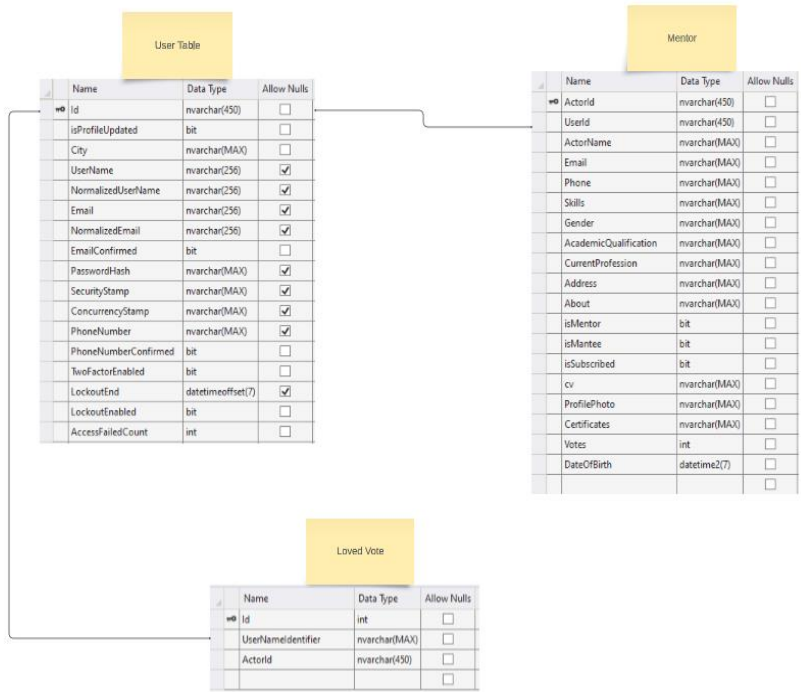 User Table
Name Data Type Allow Nulls
Id nvarchar(450)
isProfileUpdated bit
City nvarchar(MAX)
UserName nvarchar(256)
NormalizedUserName nvarchar(256)
Email nvarchar(256)
NormalizedEmail nvarchar(256)
EmailConfirmed bit
PasswordHash nvarchar(MAX)
SecurityStamp nvarchar(MAX)
ConcurrencyStamp nvarchar(MAX)
PhoneNumber nvarchar(MAX)
PhoneNumberConfirmed bit
TwoFactorEnabled bit
LockoutEnd datetimeoffset(7)
LockoutEnabled bit
AccessFailedCount int
Mentor
Name Data Type Allow Nulls
ActorId nvarchar(450)
UserId nvarchar(450)
ActorName nvarchar(MAX)
Email nvarchar(MAX)
Phone nvarchar(MAX)
Skills nvarchar(MAX)
Gender nvarchar(MAX)
AcademicQualification nvarchar(MAX)
CurrentProfession nvarchar(MAX)
Address nvarchar(MAX)
About nvarchar(MAX)
isMentor bit
isMantee bit
isSubscribed bit
cv nvarchar(MAX)
ProfilePhoto nvarchar(MAX)
Certificates nvarchar(MAX)
Votes int
DateOfBirth datetime2(7)
Loved Vote
Name Data Type Allow Nulls
Id int
UserNameIdentifier nvarchar(MAX)
ActorId nvarchar(450)